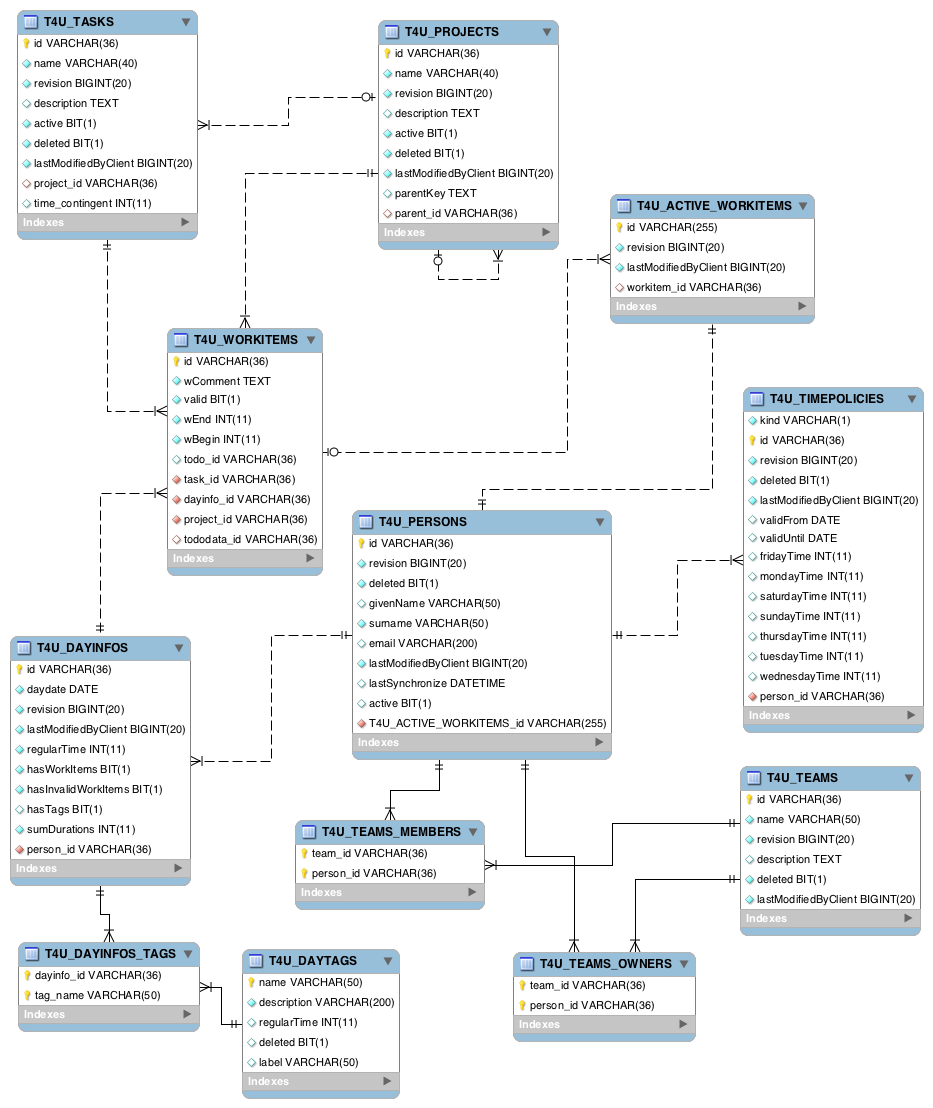 T4U_TASKS
id VARCHAR(36)
name VARCHAR(40)
revision BIGINT(20)
description TEXT
active BIT(1)
deleted BIT(1)
lastModifiedByClient BIGINT(20)
project_id VARCHAR(36)
time_contingent INT(11)
Indexes
T4U_PROJECTS
id VARCHAR(36)
name VARCHAR(40)
revision BIGINT(20)
description TEXT
active BIT(1)
deleted BIT(1)
lastModifiedByClient BIGINT(20)
parentKey TEXT
parent_id VARCHAR(36)
Indexes
T4U_ACTIVE_WORKITEMS
id VARCHAR(255)
revision BIGINT(20)
lastModifiedByClient BIGINT(20)
workitem_id VARCHAR(36)
Indexes
T4U_WORKITEMS
id VARCHAR(36)
wComment TEXT
valid BIT(1)
wEnd INT(11)
wBegin INT(11)
todo_id VARCHAR(36)
task_id VARCHAR(36)
dayinfo_id VARCHAR(36)
project_id VARCHAR(36)
tododata_id VARCHAR(36)
Indexes
T4U_TIMEPOLICIES
kind VARCHAR(1)
id VARCHAR(36)
revision BIGINT(20)
deleted BIT(1)
lastModifiedByClient BIGINT(20)
validFrom DATE
validUntil DATE
fridayTime INT(11)
mondayTime INT(11)
saturdayTime INT(11)
sundayTime INT(11)
thursdayTime INT(11)
tuesdayTime INT(11)
wednesdayTime INT(11)
person_id VARCHAR(36)
Indexes
T4U_PERSONS
id VARCHAR(36)
revision BIGINT(20)
deleted BIT(1)
givenName VARCHAR(50)
surname VARCHAR(50)
email VARCHAR(200)
lastModifiedByClient BIGINT(20)
lastSynchronize DATETIME
active BIT(1)
T4U_ACTIVE_WORKITEMS_id VARCHAR(255)
Indexes
T4U_DAYINFOS
id VARCHAR(36)
daydate DATE
revision BIGINT(20)
lastModifiedByClient BIGINT(20)
regularTime INT(11)
hasWorkItems BIT(1)
hasInvalidWorkItems BIT(1)
hasTags BIT(1)
sumDurations INT(11)
person_id VARCHAR(36)
Indexes
T4U_TEAMS
id VARCHAR(36)
name VARCHAR(50)
revision BIGINT(20)
description TEXT
deleted BIT(1)
lastModifiedByClient BIGINT(20)
Indexes
T4U_TEAMS_MEMBERS
team_id VARCHAR(36)
person_id VARCHAR(36)
Indexes
T4U_DAYINFOS_TAGS
dayinfo_id VARCHAR(36)
tag_name VARCHAR(50)
Indexes
T4U_DAYTAGS
name VARCHAR(50)
description VARCHAR(200)
regularTime INT(11)
deleted BIT(1)
label VARCHAR(50)
Indexes
T4U_TEAMS_OWNERS
team_id VARCHAR(36)
person_id VARCHAR(36)
Indexes